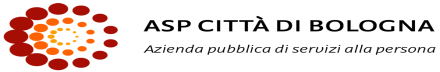 ASP CITTÀ DI BOLOGNA
Azienda pubblica di servizi alla persona